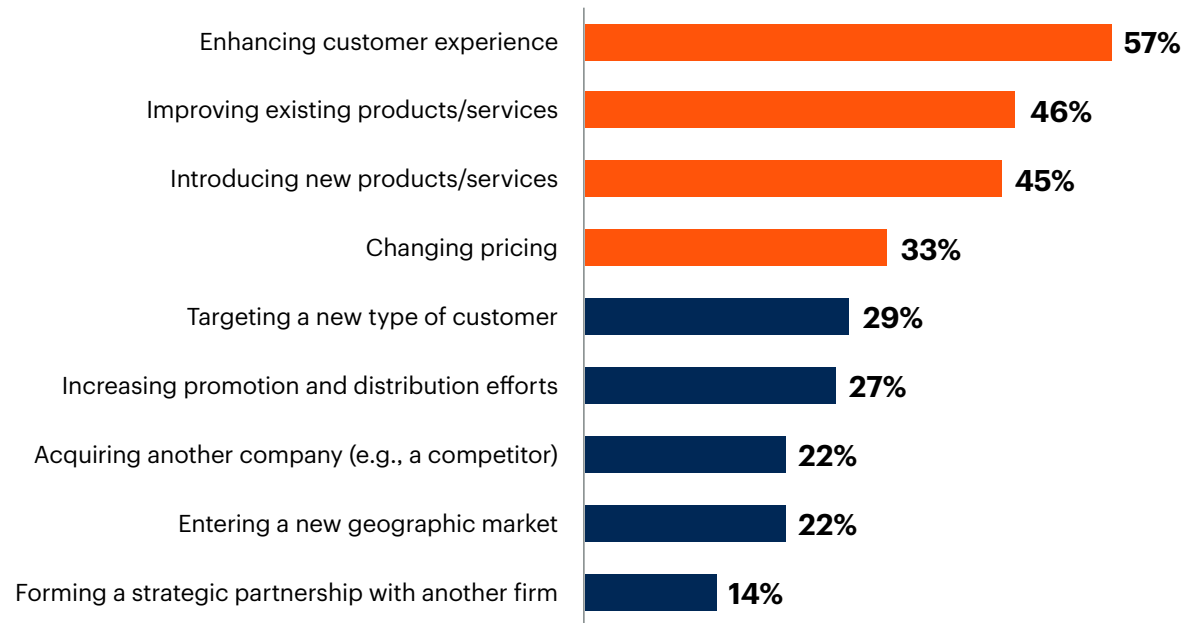 Enhancing customer experience 57%
Improving existing products/services 46%
Introducing new products/services 45%
Changing pricing 33%
Targeting a new type of customer 29%
Increasing promotion and distribution efforts 27%
Acquiring another company (e.g., a competitor) 22%
Entering a new geographic market 22%
Forming a strategic partnership with another firm 14%